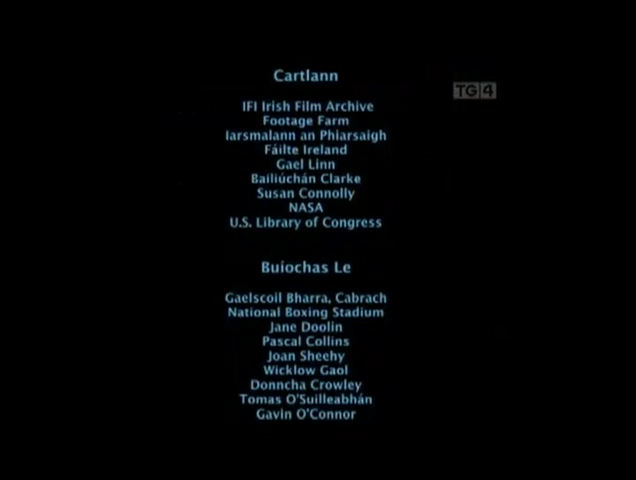 Cartlann
TG4
IFI Irish Film Archive
Footage Farm
Iarsmalann an Phiarsaigh
Fáilte Ireland
Gael Linn
Bailiúchán Clarke
Susan Connolly
NASA
U.S. Library of Congress
Buíochas Le
Gaelscoil Bharra, Cabrach
National Boxing Stadium
Jane Doolin
Pascal Collins
Joan Sheehy
Wicklow Gaol
Donncha Crowley
Tomas O'Suilleabhán
Gavin O'Connor